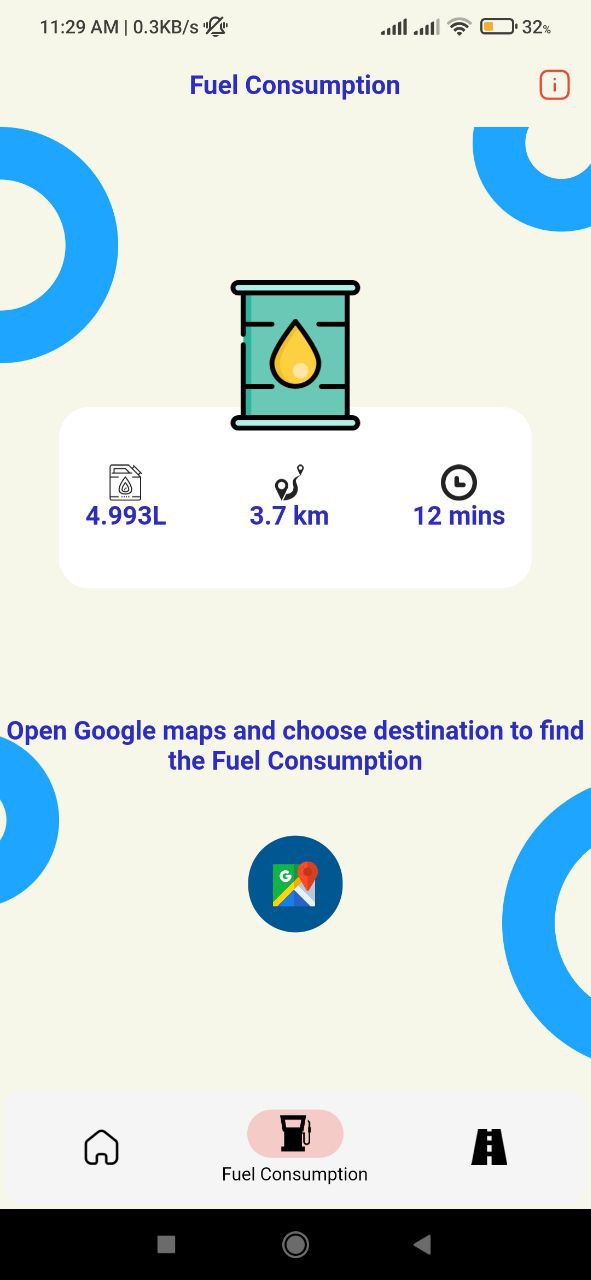 11:29 AM | 0.3KB/s
32%
Fuel Consumption
4.993L
3.7 km
12 mins
Open Google maps and choose destination to find
the Fuel Consumption
G
Fuel Consumption